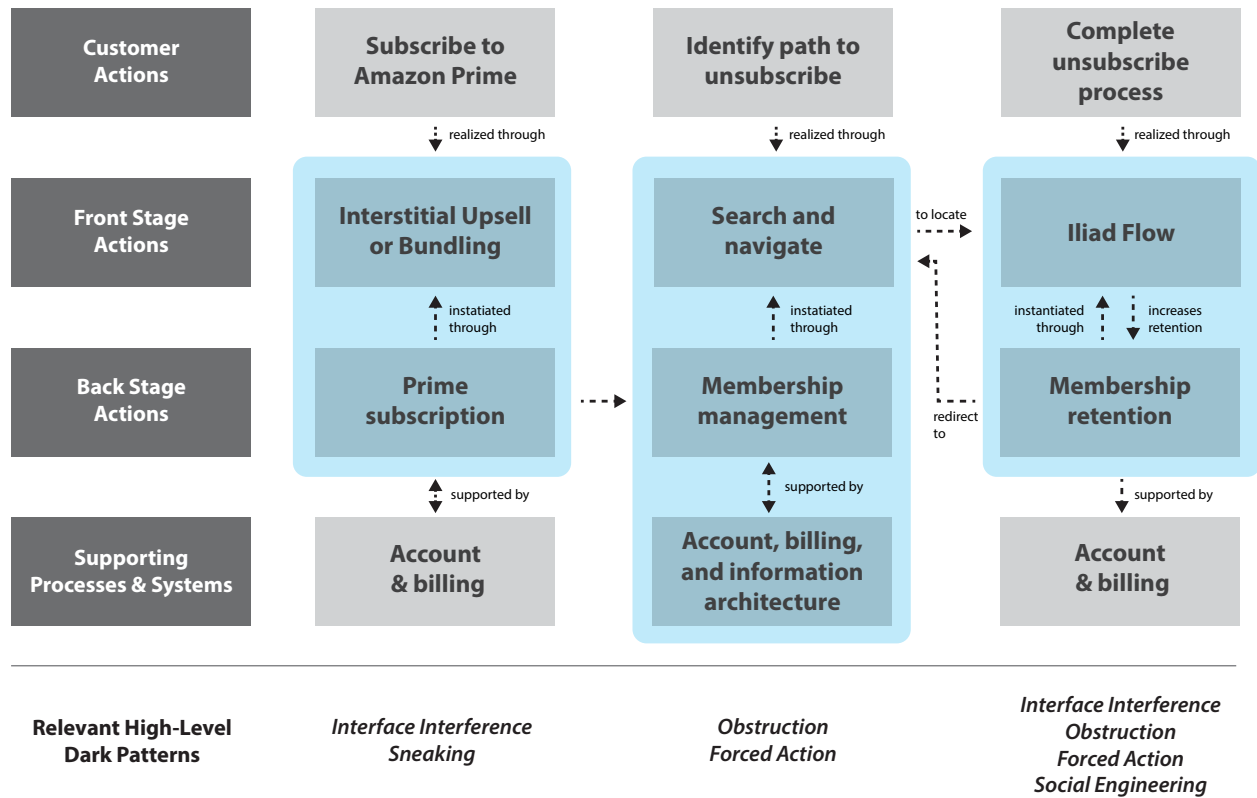 Customer
Actions
Subscribe to
Amazon Prime
Identify path to
unsubscribe
Complete
unsubscribe
process
realized through
realized through
realized through
Front Stage
Actions
Interstitial Upsell
or Bundling
Search and
navigate
to locate
Iliad Flow
instatiated
through
instatiated
through
instantiated
through
increases
retention
Back Stage
Actions
Prime
subscription
Membership
management
redirect
to
Membership
retention
supported by
supported by
supported by
Supporting
Processes & Systems
Account
& billing
Account, billing,
and information
architecture
Account
& billing
Relevant High-Level
Dark Patterns
Interface Interference
Sneaking
Obstruction
Forced Action
Interface Interference
Obstruction
Forced Action
Social Engineering